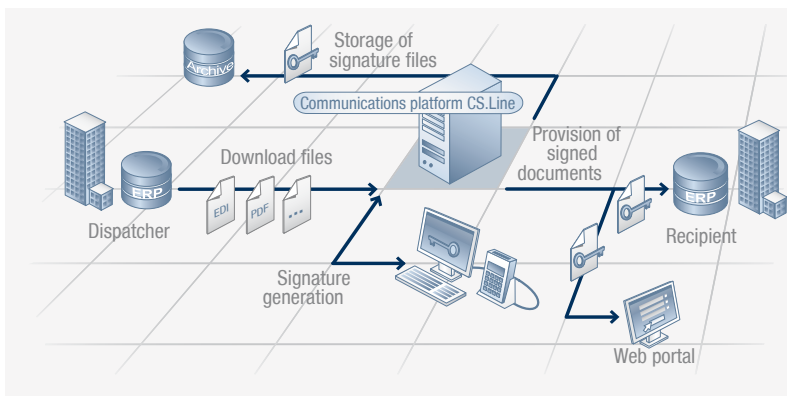 Storage of
signature files
Archive
Communications platform CS.Line
Provision of
signed
documents
Download files
ERP
EDI
PDF
...
ERP
Dispatcher
Recipient
Signature
generation
Web portal